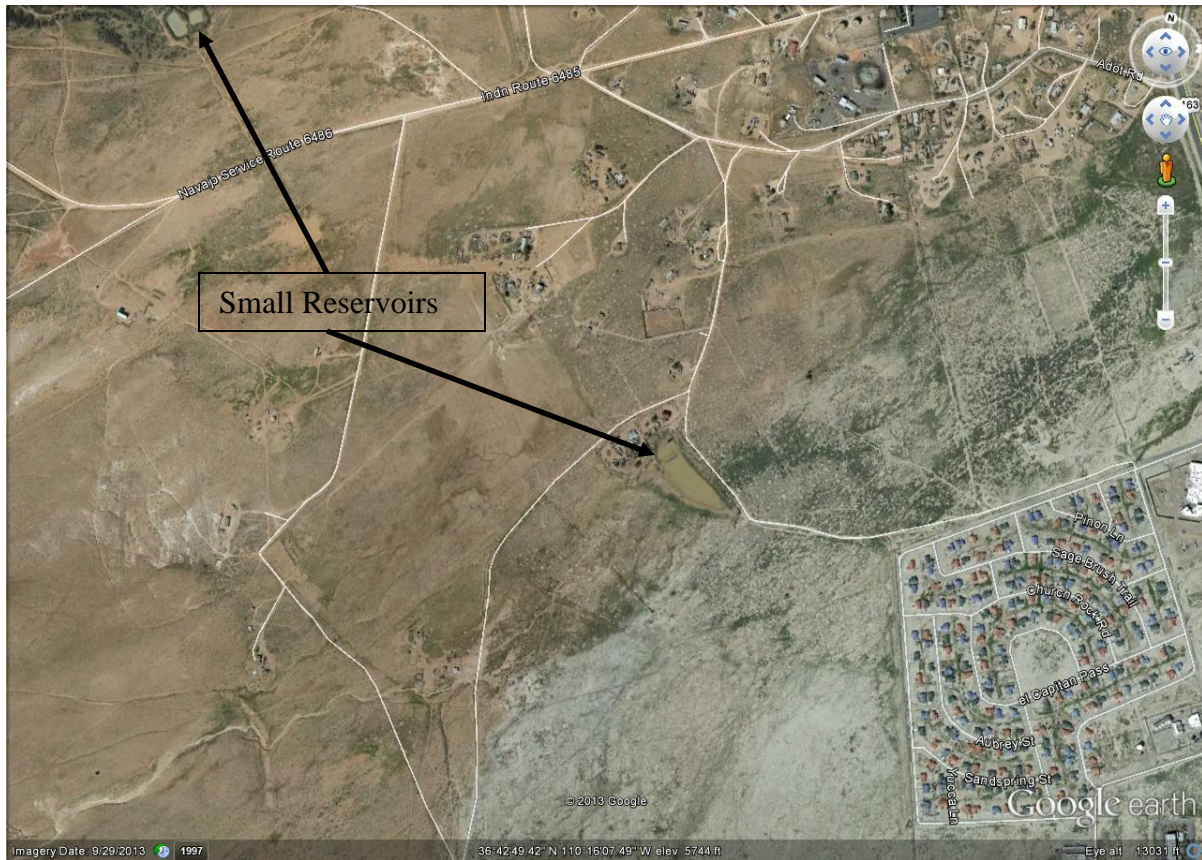 N
Adot Rd
163
Indn Route 6485
Navajo Service Route 6486
Small Reservoirs
Pinon Ln
Sage Brush Trail
Church Rock Rd
el Capitan Pass
Aubrey St
Sandspring St
Yucca Ln
© 2013 Google
Google earth
Imagery Date: 9/29/2013 1997 36°42'49.42" N 110°16'07.49" W elev 5744 ft Eye alt 13031 ft